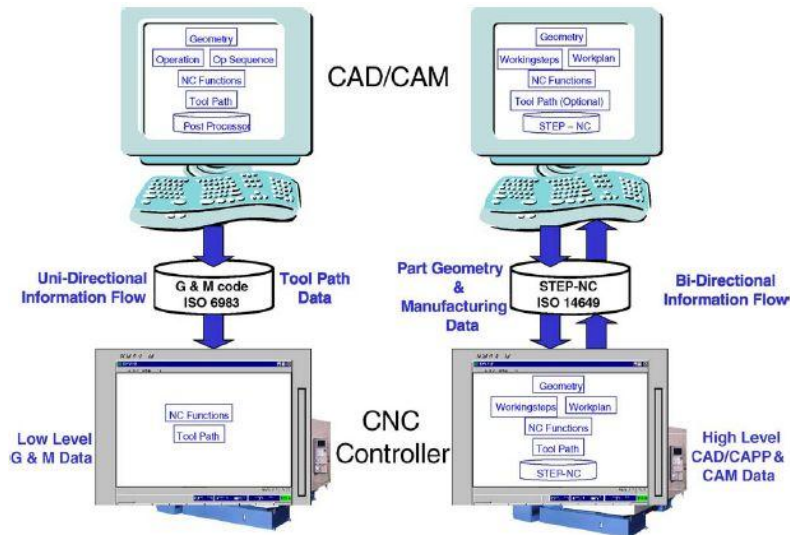 Geometry
Operation Op Sequence
NC Functions
Tool Path
Post Processor
CAD/CAM
Geometry
Workingsteps Workplan
NC Functions
Tool Path (Optional)
STEP – NC
Uni-Directional
Information Flow
G & M code
ISO 6983
Tool Path
Data
Part Geometry
&
Manufacturing
Data
STEP-NC
ISO 14649
Bi-Directional
Information Flow
Low Level
G & M Data
NC Functions
Tool Path
CNC
Controller
Geometry
Workingsteps Workplan
NC Functions
Tool Path
STEP-NC
High Level
CAD/CAPP &
CAM Data